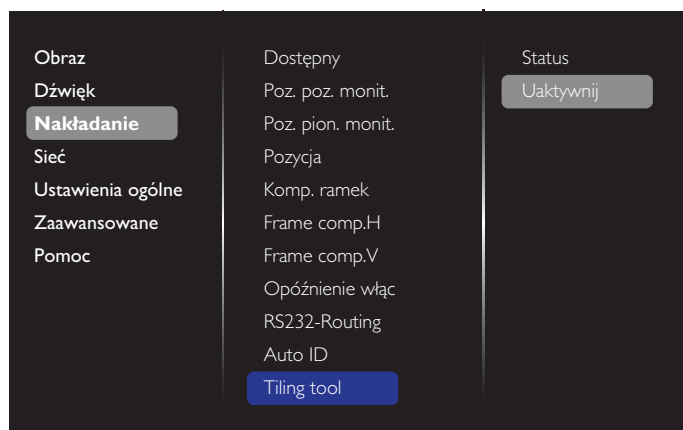 Obraz
Dźwięk
Nakładanie
Sieć
Ustawienia ogólne
Zaawansowane
Pomoc
Dostępny
Poz. poz. monit.
Poz. pion. monit.
Pozycja
Komp. ramek
Frame comp.H
Frame comp.V
Opóźnienie włąc
RS232-Routing
Auto ID
Tiling tool
Status
Uaktywnij